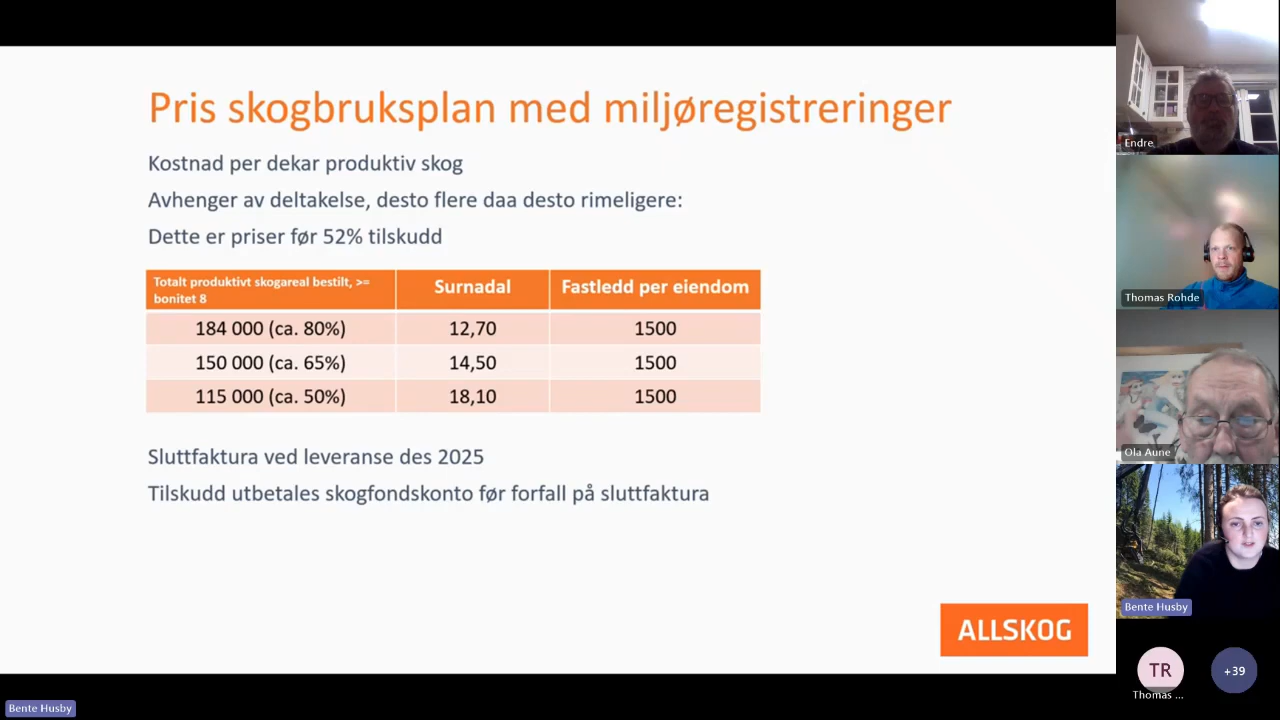 Pris skogbruksplan med miljøregistreringer
Kostnad per dekar produktiv skog
Avhenger av deltakelse, desto flere daa desto rimeligere:
Dette er priser før 52% tilskudd
Totalt produktivt skogareal bestilt, >=
bonitet 8
Surnadal
Fastledd per eiendom
184 000 (ca. 80%) 12,70 1500
150 000 (ca. 65%) 14,50 1500
115 000 (ca. 50%) 18,10 1500
Sluttfaktura ved leveranse des 2025
Tilskudd utbetales skogfondskonto før forfall på sluttfaktura
ALLSKOG
Bente Husby
Endre
Thomas Rohde
Ola Aune
Bente Husby
TR
Thomas ...
+39